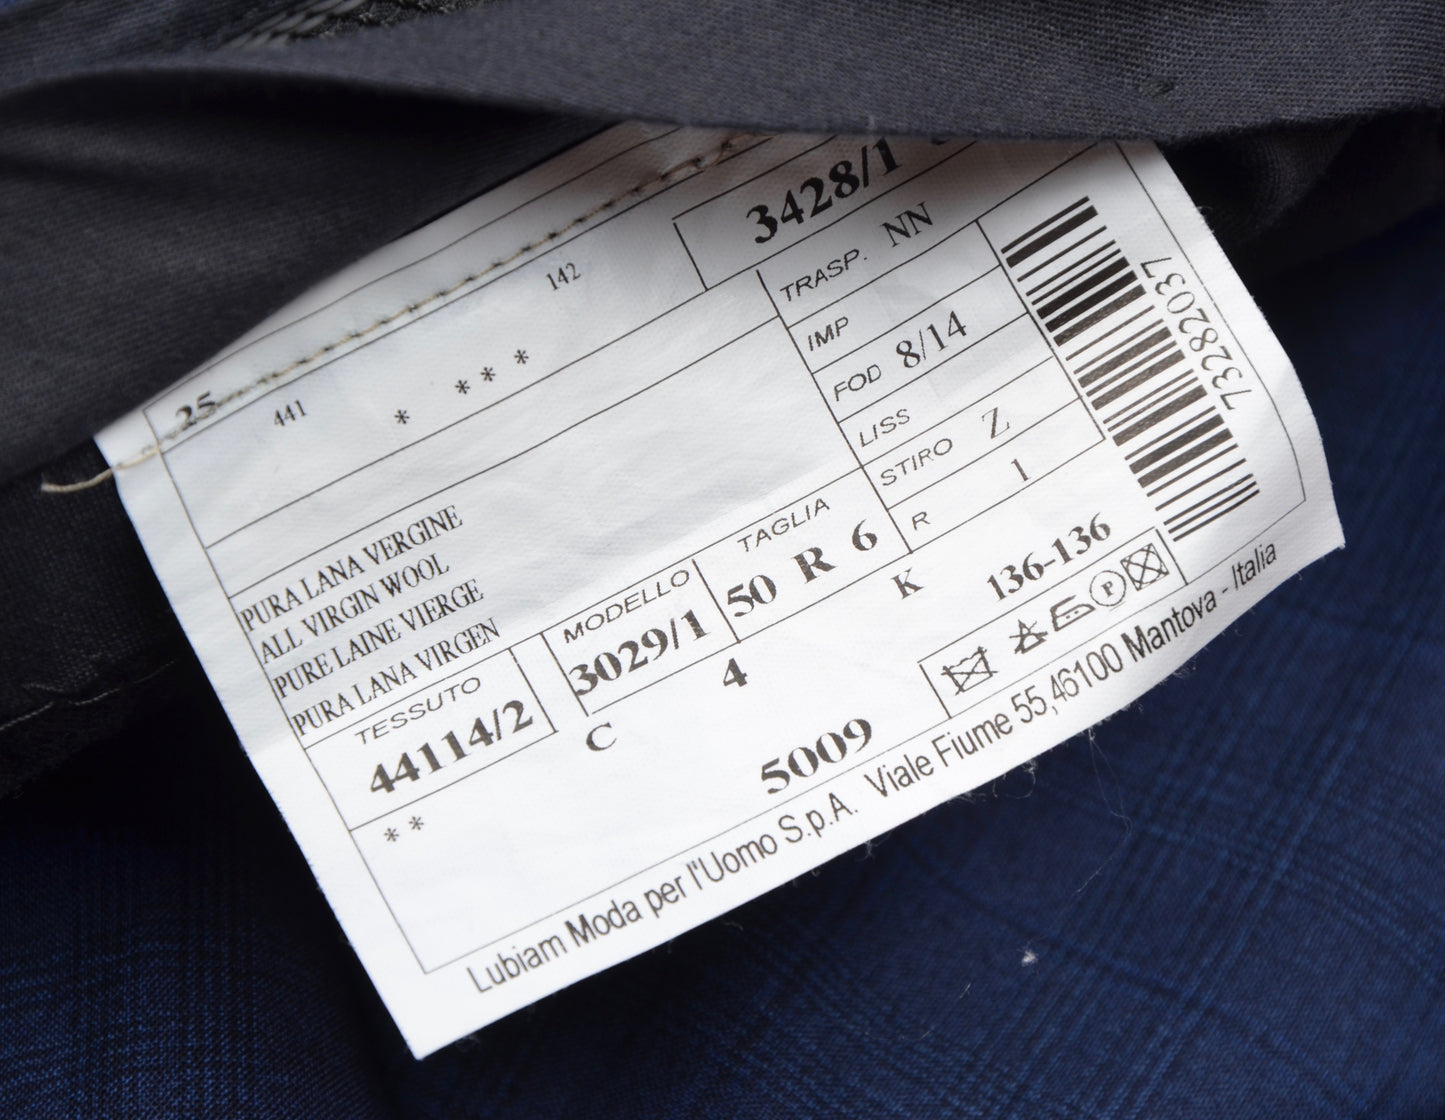 3428/1
25
441
142
* * * *
TRASP. NN
IMP
FOD 8/14
LISS
STIRO Z
R 1
73282037
PURA LANA VERGINE
ALL VIRGIN WOOL
PURE LAINE VIERGE
PURA LANA VIRGEN
TESSUTO
44114/2
MODELLO
3029/1
TAGLIA
50 R 6
C 4 K 136-136
* *
5009
P
Lubiam Moda per l'Uomo S.p.A. Viale Fiume 55,46100 Mantova - Italia